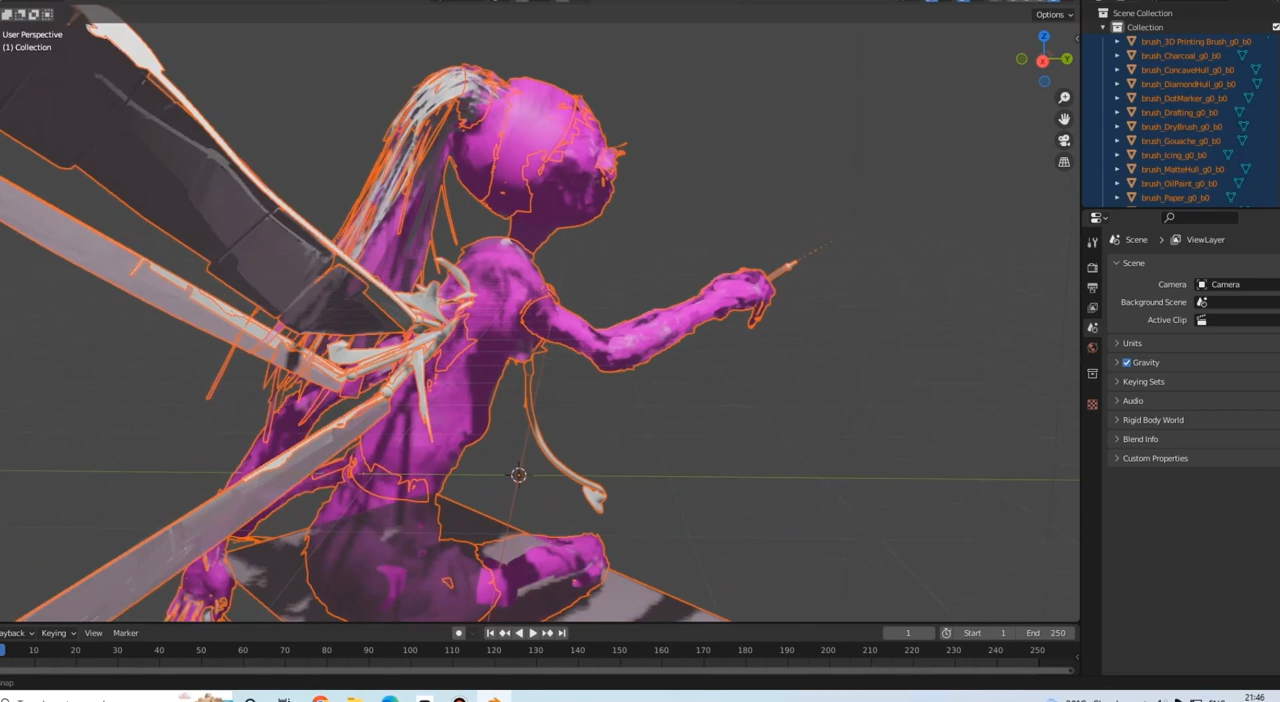 Options
User Perspective
(1) Collection
Z
X
Y
Scene Collection
Collection
brush_3D Printing Brush_g0_b0
brush_Charcoal_g0_b0
brush_ConcaveHull_g0_b0
brush_DiamondHull_g0_b0
brush_DotMarker_g0_b0
brush_Drafting_g0_b0
brush_DryBrush_g0_b0
brush_Gouache_g0_b0
brush_Icing_g0_b0
brush_MatteHull_g0_b0
brush_OilPaint_g0_b0
brush_Paper_g0_b0
Scene > ViewLayer
Scene
Camera Camera
Background Scene
Active Clip
Units
Gravity
Keying Sets
Audio
Rigid Body World
Blend Info
Custom Properties
ayback Keying View Marker
1 Start 1 End 250
10 20 30 40 50 60 70 80 90 100 110 120 130 140 150 160 170 180 190 200 210 220 230 240 250
nap
21:46